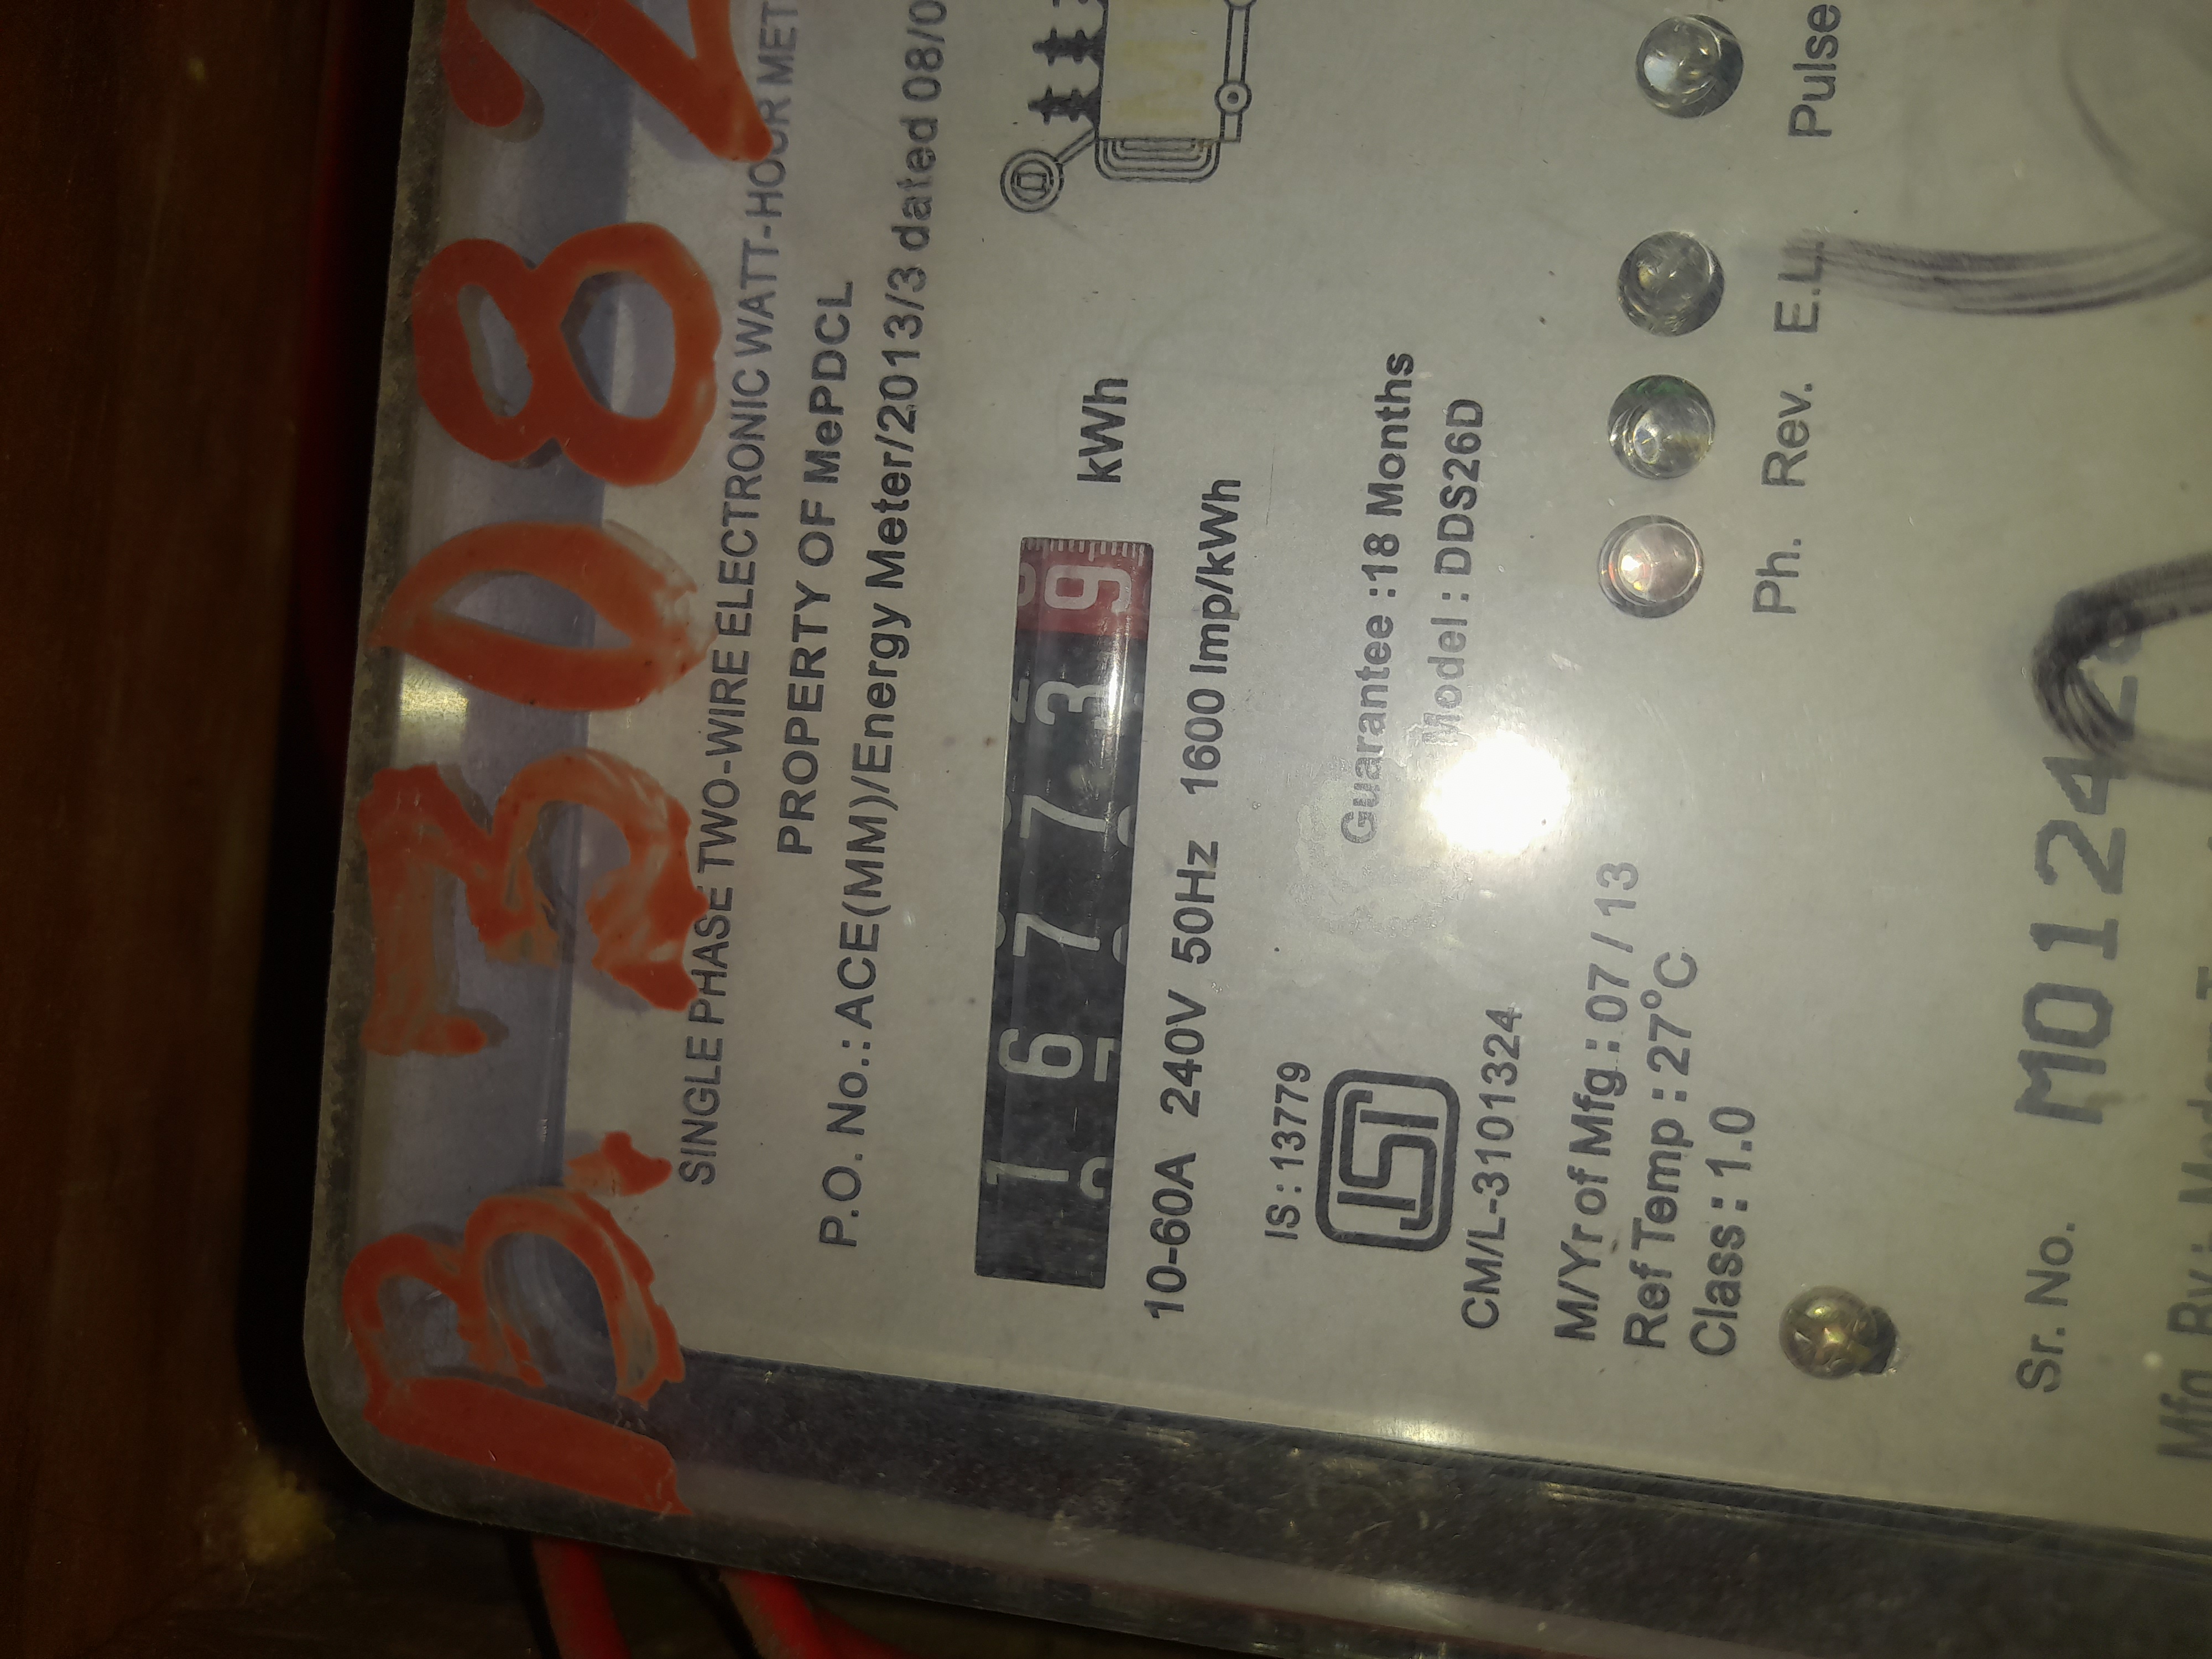 B 3082
SINGLE PHASE TWO-WIRE ELECTRONIC WATT-HOUR MET
PROPERTY OF MePDCL
P.O. No.: ACE(MM)/Energy Meter/2013/3 dated 08/0
167739 kWh
10-60A 240V 50Hz 1600 Imp/kWh
IS : 13779
Guarantee : 18 Months
Model : DDS26D
CM/L-3101324
M/Yr of Mfg : 07 / 13
Ref Temp : 27°C
Class : 1.0
Ph. Rev. E.L. Pulse
Sr. No. M0124